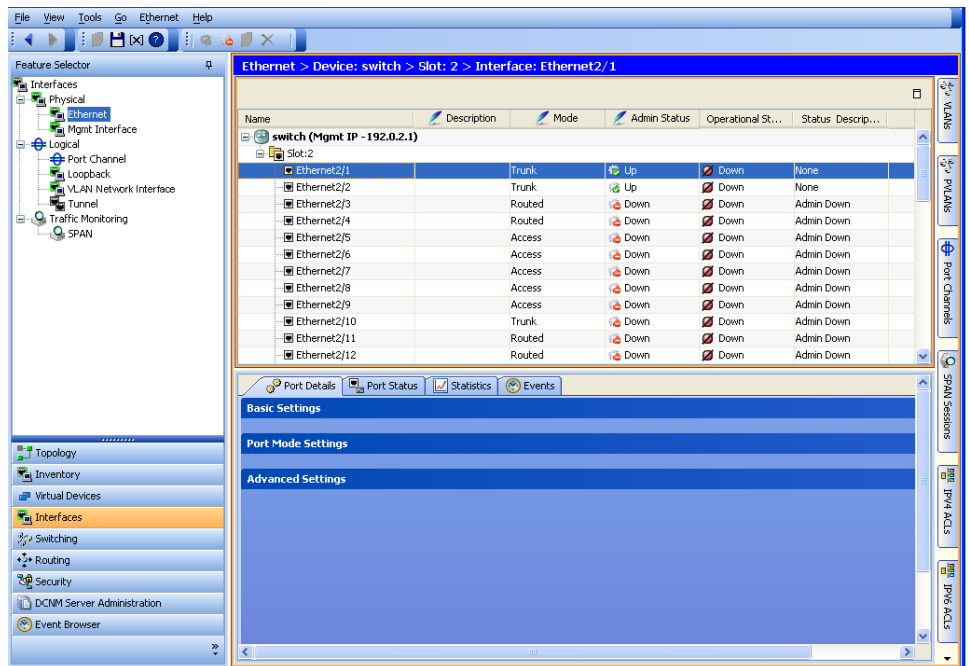 File View Tools Go Ethernet Help
Feature Selector
Interfaces
Physical
Ethernet
Mgmt Interface
Logical
Port Channel
Loopback
VLAN Network Interface
Tunnel
Traffic Monitoring
SPAN
Topology
Inventory
Virtual Devices
Interfaces
Switching
Routing
Security
DCNM Server Administration
Event Browser
Ethernet > Device: switch > Slot: 2 > Interface: Ethernet2/1
Name Description Mode Admin Status Operational St... Status Descrip...
switch (Mgmt IP - 192.0.2.1)
Slot:2
Ethernet2/1 Trunk Up Down None
Ethernet2/2 Trunk Up Down None
Ethernet2/3 Routed Down Down Admin Down
Ethernet2/4 Routed Down Down Admin Down
Ethernet2/5 Access Down Down Admin Down
Ethernet2/6 Access Down Down Admin Down
Ethernet2/7 Access Down Down Admin Down
Ethernet2/8 Access Down Down Admin Down
Ethernet2/9 Access Down Down Admin Down
Ethernet2/10 Trunk Down Down Admin Down
Ethernet2/11 Routed Down Down Admin Down
Ethernet2/12 Routed Down Down Admin Down
Port Details Port Status Statistics Events
Basic Settings
Port Mode Settings
Advanced Settings
VLANs
PVLANs
Port Channels
SPAN Sessions
IPV4 ACLs
IPV6 ACLs